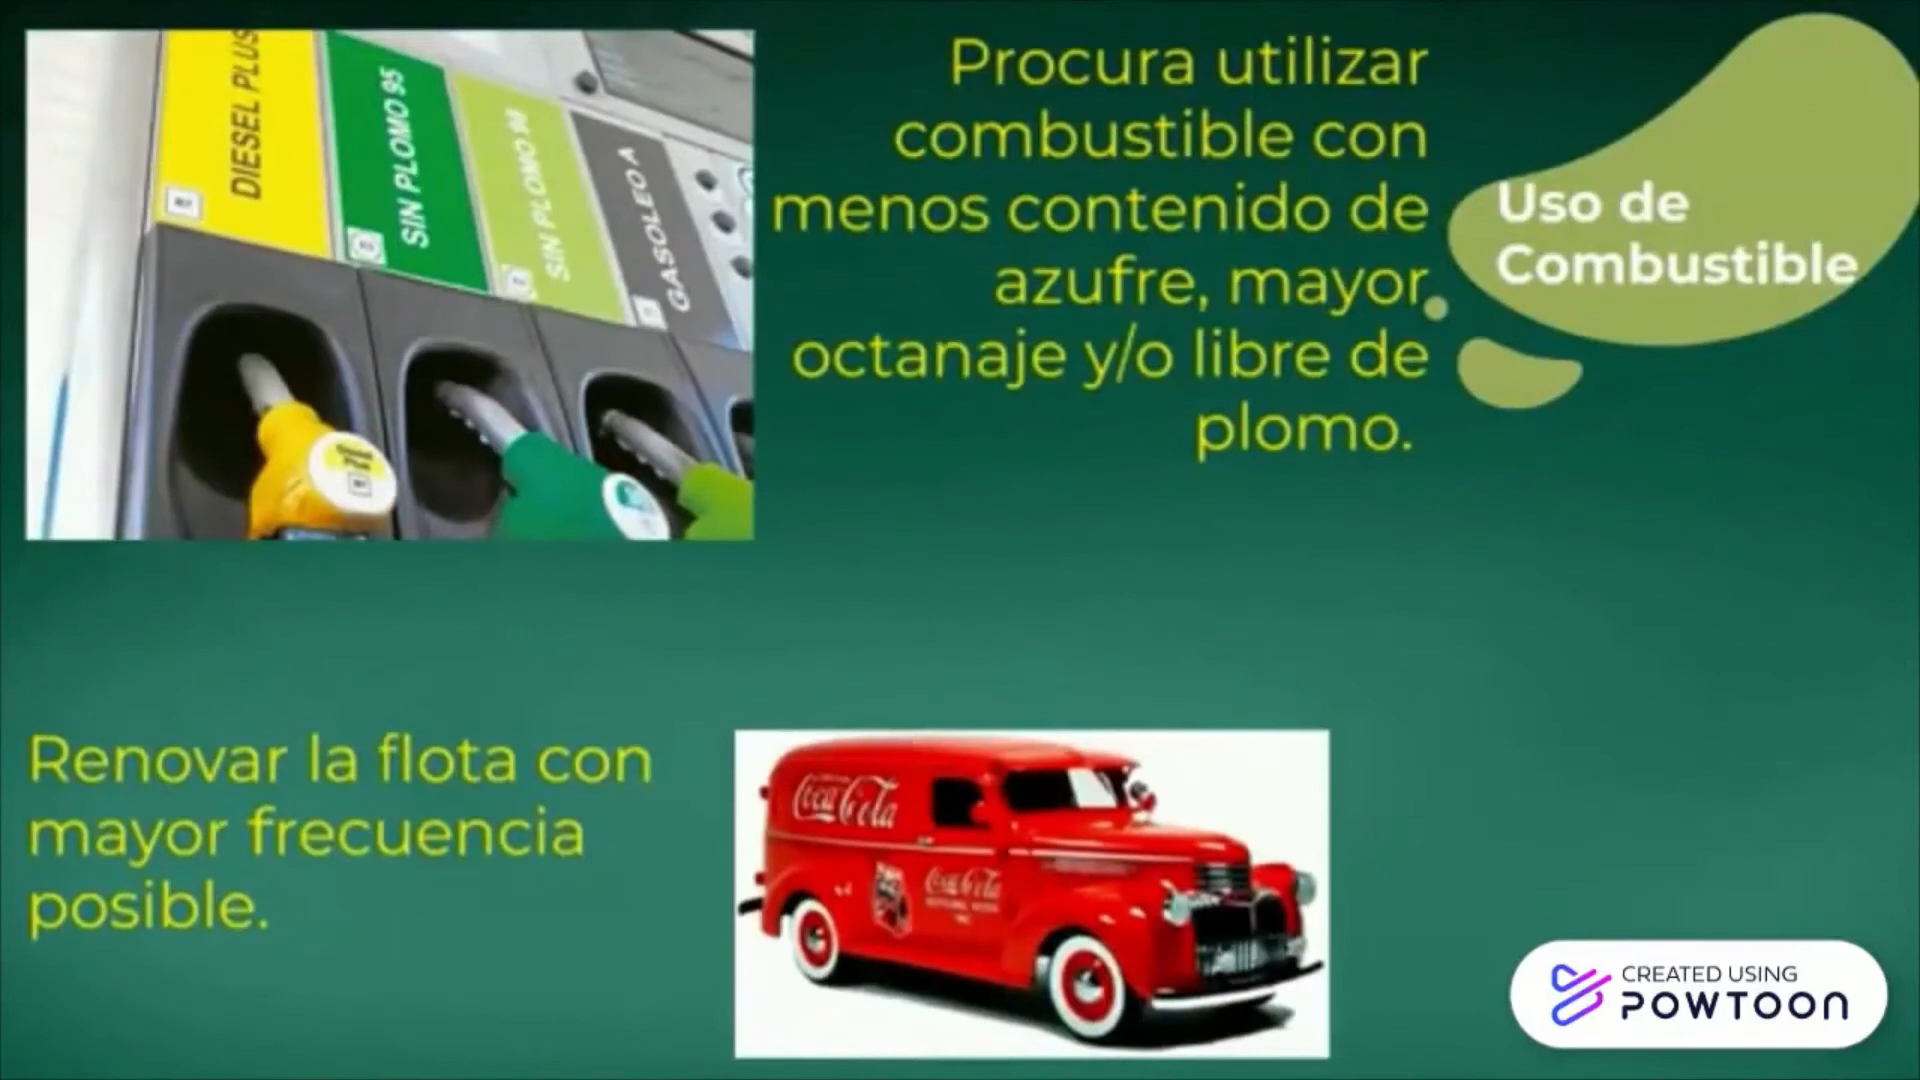 Procura utilizar
combustible con
menos contenido de
azufre, mayor
octanaje y/o libre de
plomo.
Uso de
Combustible
DIESEL PLUS
SIN PLOMO 95
SIN PLOMO 98
GASOLEO A
Renovar la flota con
mayor frecuencia
posible.
Coca-Cola
Coca-Cola
CREATED USING
POWTOON